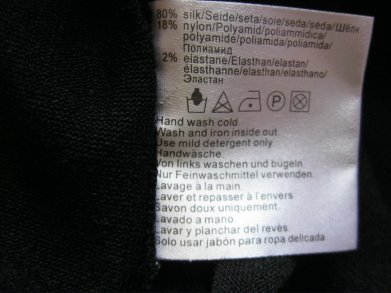 80% silk/Seide/seta/soie/seda/sêda/Шёлк
18% nylon/Polyamid/poliammidica/
polyamide/poliamida/poliamida/
Полиамид
2% elastane/Elasthan/elastan/
élasthanne/elasthan/elasthano/
Эластан
P
Hand wash cold.
Wash and iron inside out.
Use mild detergent only
Handwäsche.
Von links waschen und bügeln.
Nur Feinwaschmittel verwenden.
Lavage à la main.
Laver et repasser à l'envers
Savon doux uniquement.
Lavado a mano.
Lavar y planchar del revés.
Solo usar jabón para ropa delicada